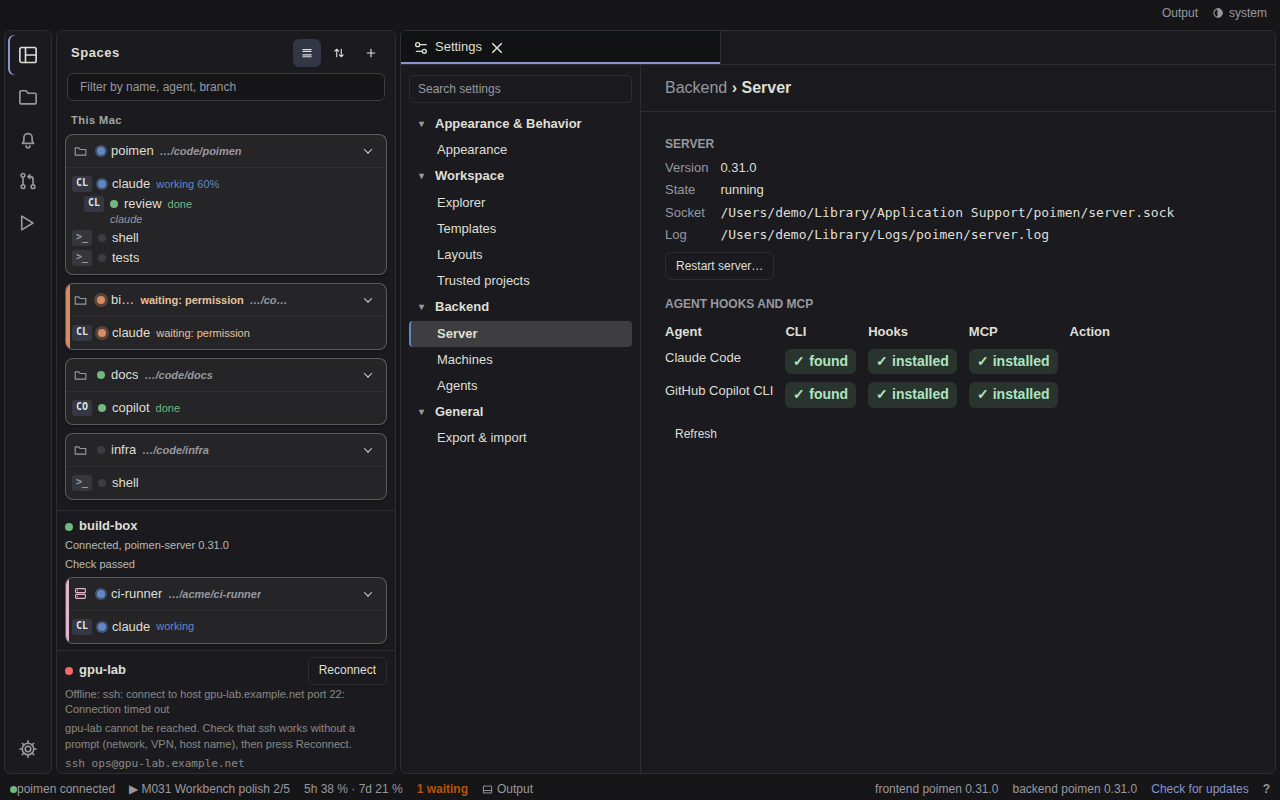 Output system
Spaces
Filter by name, agent, branch
This Mac
poimen …/code/poimen
CL claude working 60%
CL review done
claude
>_ shell
>_ tests
bi… waiting: permission …/co…
CL claude waiting: permission
docs …/code/docs
CO copilot done
infra …/code/infra
>_ shell
build-box
Connected, poimen-server 0.31.0
Check passed
ci-runner …/acme/ci-runner
CL claude working
gpu-lab Reconnect
Offline: ssh: connect to host gpu-lab.example.net port 22:
Connection timed out
gpu-lab cannot be reached. Check that ssh works without a
prompt (network, VPN, host name), then press Reconnect.
ssh ops@gpu-lab.example.net
Settings
Search settings
Appearance & Behavior
Appearance
Workspace
Explorer
Templates
Layouts
Trusted projects
Backend
Server
Machines
Agents
General
Export & import
Backend › Server
SERVER
Version 0.31.0
State running
Socket /Users/demo/Library/Application Support/poimen/server.sock
Log /Users/demo/Library/Logs/poimen/server.log
Restart server…
AGENT HOOKS AND MCP
Agent CLI Hooks MCP Action
Claude Code ✓ found ✓ installed ✓ installed
GitHub Copilot CLI ✓ found ✓ installed ✓ installed
Refresh
poimen connected ▶ M031 Workbench polish 2/5 5h 38 % · 7d 21 % 1 waiting Output frontend poimen 0.31.0 backend poimen 0.31.0 Check for updates ?